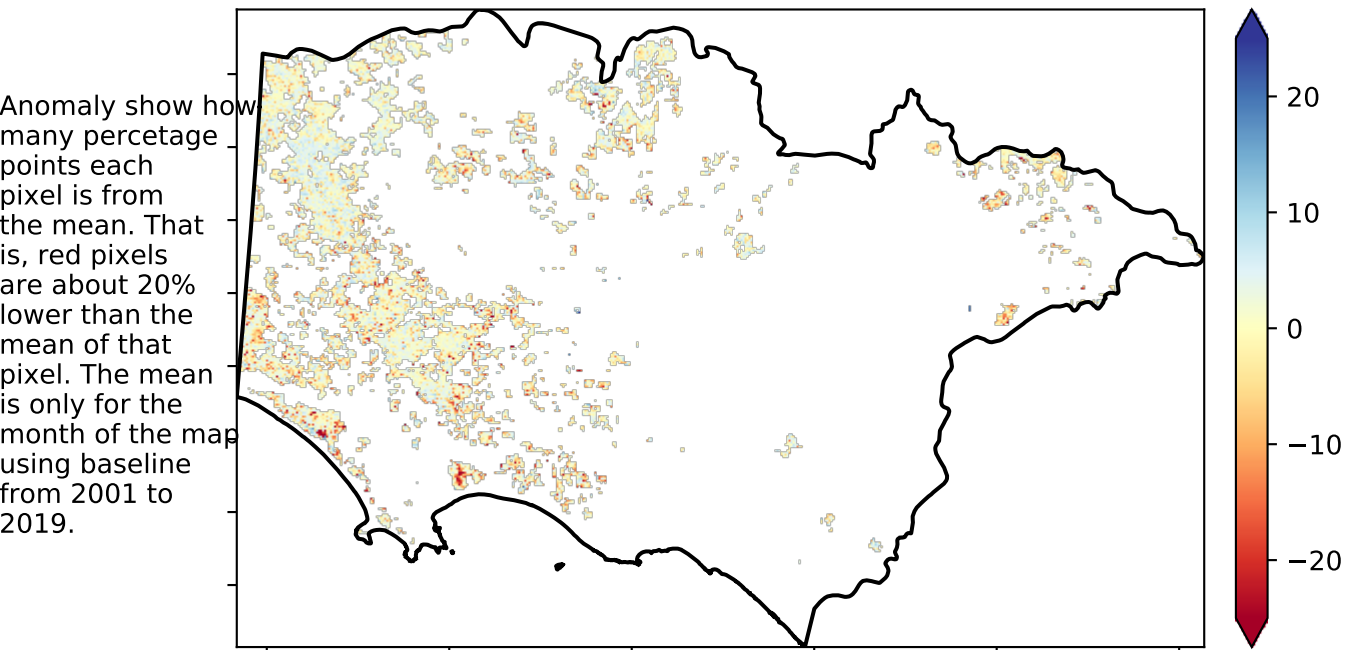 Anomaly show how
many percetage
points each
pixel is from
the mean. That
is, red pixels
are about 20%
lower than the
mean of that
pixel. The mean
is only for the
month of the map
using baseline
from 2001 to
2019.
20
10
0
−10
−20